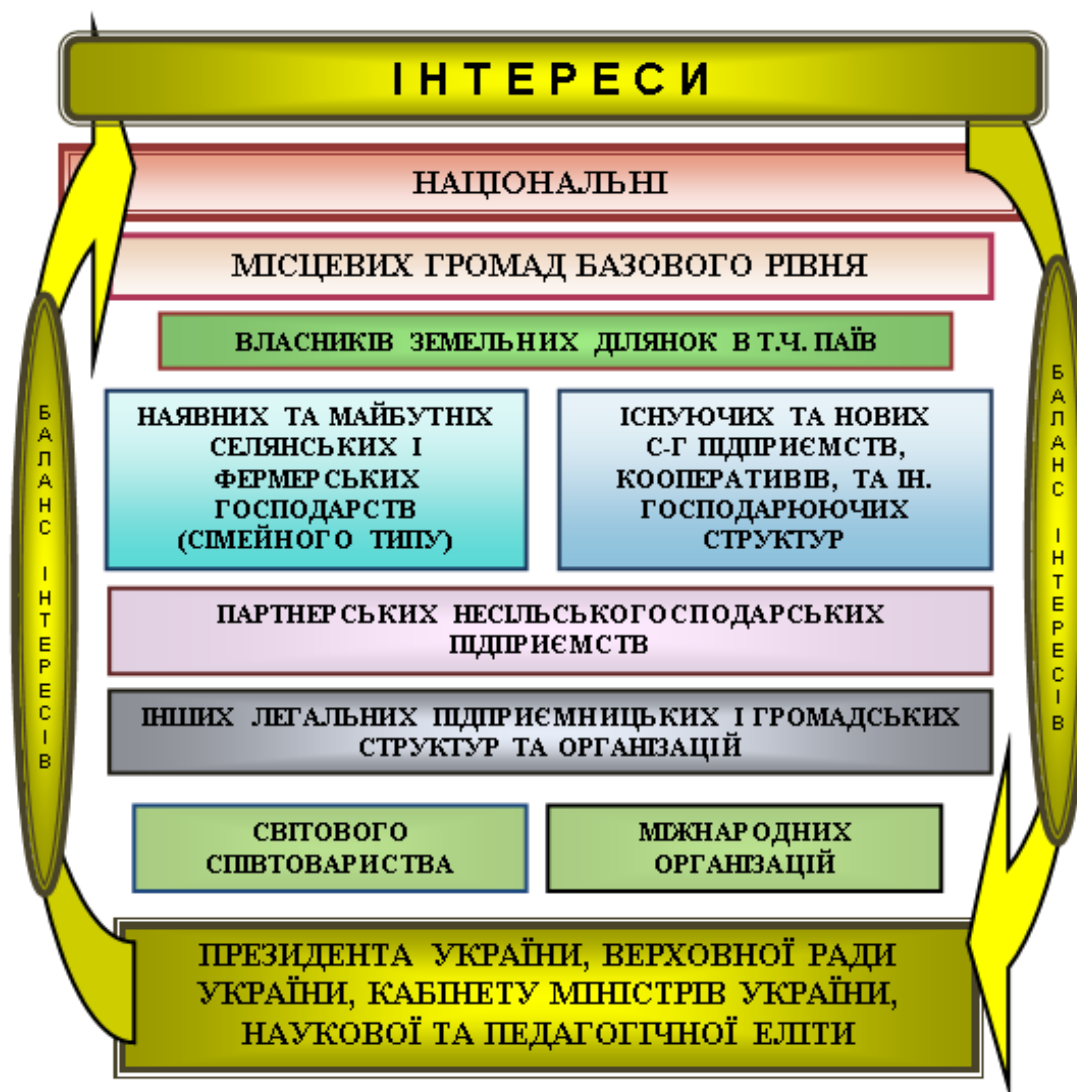 ІНТЕРЕСИ
НАЦІОНАЛЬНІ
МІСЦЕВИХ ГРОМАД БАЗОВОГО РІВНЯ
ВЛАСНИКІВ ЗЕМЕЛЬНИХ ДІЛЯНОК В Т.Ч. ПАЇВ
НАЯВНИХ ТА МАЙБУТНІХ
СЕЛЯНСЬКИХ І
ФЕРМЕРСЬКИХ
ГОСПОДАРСТВ
(СІМЕЙНОГО ТИПУ)
ІСНУЮЧИХ ТА НОВИХ
С-Г ПІДПРИЄМСТВ,
КООПЕРАТИВІВ, ТА ІН.
ГОСПОДАРЮЮЧИХ
СТРУКТУР
ПАРТНЕРСЬКИХ НЕСІЛЬСЬКОГОСПОДАРСЬКИХ
ПІДПРИЄМСТВ
ІНШИХ ЛЕГАЛЬНИХ ПІДПРИЄМНИЦЬКИХ І ГРОМАДСЬКИХ
СТРУКТУР ТА ОРГАНІЗАЦІЙ
СВІТОВОГО
СПІВТОВАРИСТВА
МІЖНАРОДНИХ
ОРГАНІЗАЦІЙ
ПРЕЗИДЕНТА УКРАЇНИ, ВЕРХОВНОЇ РАДИ
УКРАЇНИ, КАБІНЕТУ МІНІСТРІВ УКРАЇНИ,
НАУКОВОЇ ТА ПЕДАГОГІЧНОЇ ЕЛІТИ
БАЛАНС ІНТЕРЕСІВ
БАЛАНС ІНТЕРЕСІВ